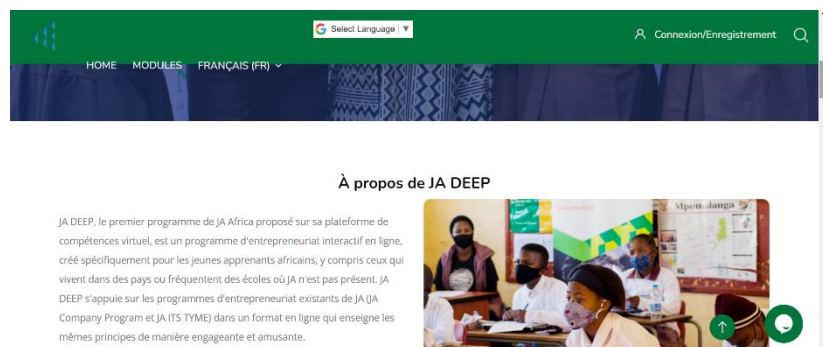 Select Language ▼
Connexion/Enregistrement
HOME MODULES FRANÇAIS (FR)
À propos de JA DEEP
JA DEEP, le premier programme de JA Africa proposé sur sa plateforme de
compétences virtuel, est un programme d'entrepreneuriat interactif en ligne,
créé spécifiquement pour les jeunes apprenants africains, y compris ceux qui
vivent dans des pays ou fréquentent des écoles où JA n'est pas présent. JA
DEEP s'appuie sur les programmes d'entrepreneuriat existants de JA (JA
Company Program et JA ITS TYME) dans un format en ligne qui enseigne les
mêmes principes de manière engageante et amusante.
Mpumalanga